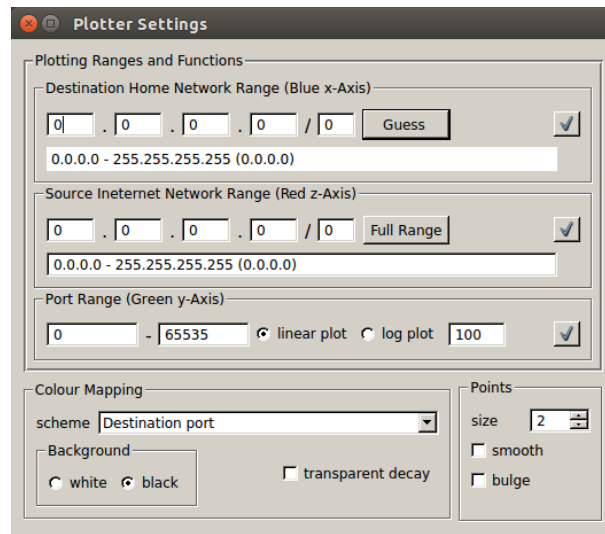 Plotter Settings
Plotting Ranges and Functions
Destination Home Network Range (Blue x-Axis)
0 . 0 . 0 . 0 / 0 Guess
0.0.0.0 - 255.255.255.255 (0.0.0.0)
Source Ineternet Network Range (Red z-Axis)
0 . 0 . 0 . 0 / 0 Full Range
0.0.0.0 - 255.255.255.255 (0.0.0.0)
Port Range (Green y-Axis)
0 - 65535 linear plot log plot 100
Colour Mapping
scheme Destination port
Background
white black
transparent decay
Points
size 2
smooth
bulge